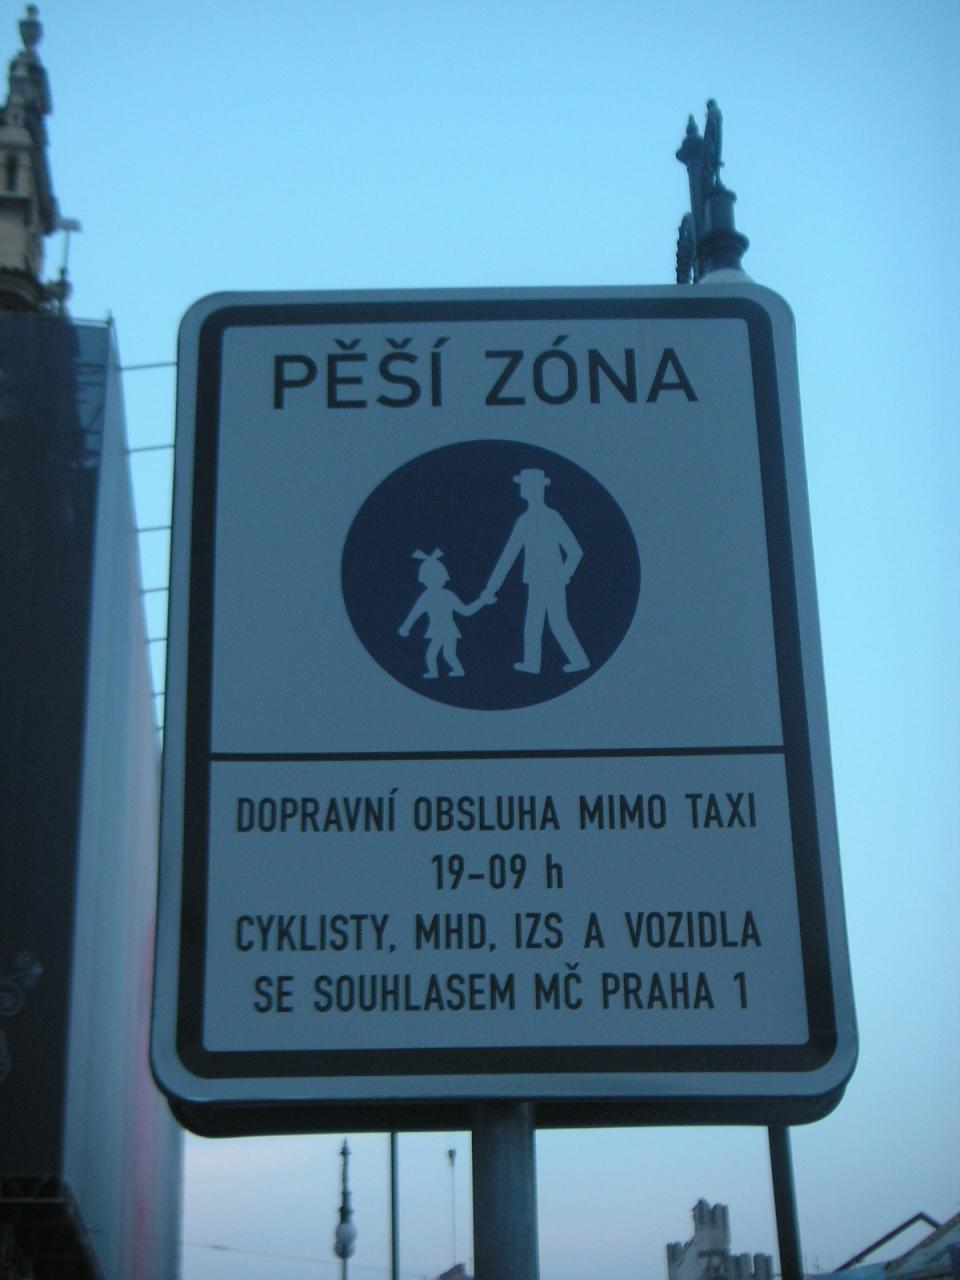 PĚŠÍ ZÓNA
DOPRAVNÍ OBSLUHA MIMO TAXI
19-09 h
CYKLISTY, MHD, IZS A VOZIDLA
SE SOUHLASEM MČ PRAHA 1